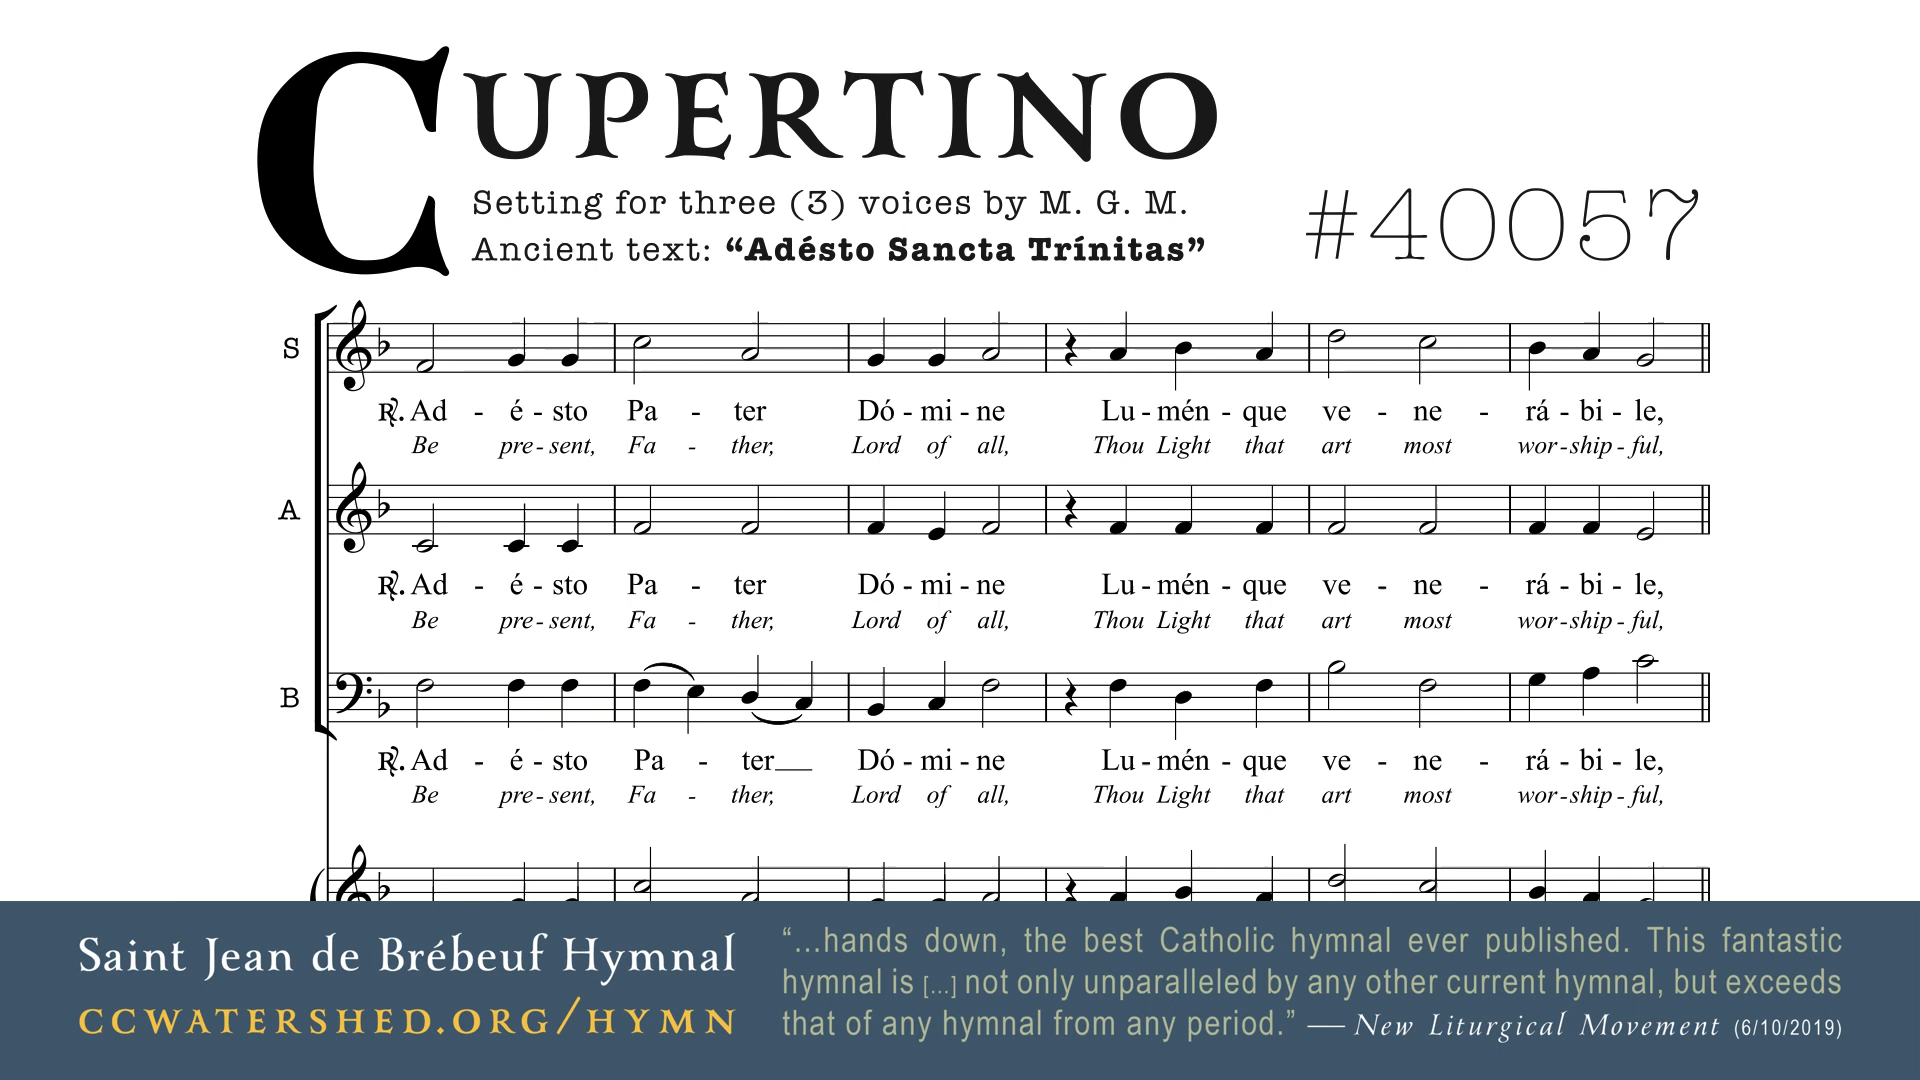 CUPERTINO
Setting for three (3) voices by M. G. M.
Ancient text: “Adésto Sancta Trínitas”
#40057
S
℟. Ad - é - sto Pa - ter Dó - mi - ne Lu - mén - que ve - ne - rá - bi - le,
Be pre - sent, Fa - ther, Lord of all, Thou Light that art most wor - ship - ful,
A
℟. Ad - é - sto Pa - ter Dó - mi - ne Lu - mén - que ve - ne - rá - bi - le,
Be pre - sent, Fa - ther, Lord of all, Thou Light that art most wor - ship - ful,
B
℟. Ad - é - sto Pa - ter__ Dó - mi - ne Lu - mén - que ve - ne - rá - bi - le,
Be pre - sent, Fa - ther, Lord of all, Thou Light that art most wor - ship - ful,
Saint Jean de Brébeuf Hymnal
CCWATERSHED.ORG/HYMN
“...hands down, the best Catholic hymnal ever published. This fantastic
hymnal is [...] not only unparalleled by any other current hymnal, but exceeds
that of any hymnal from any period.” — New Liturgical Movement (6/10/2019)